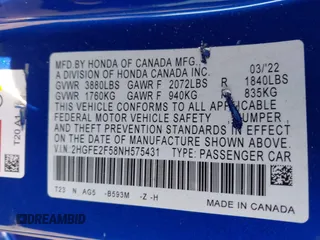 MFD. BY HONDA OF CANADA MFG.,
A DIVISION OF HONDA CANADA INC. 03/'22
GVWR 3880LBS GAWR F 2072LBS R 1840LBS
GVWR 1760KG GAWR F 940KG 835KG
THIS VEHICLE CONFORMS TO ALL APPLICABLE
FEDERAL MOTOR VEHICLE SAFETY BUMPER,
AND THEFT PREVENTION STANDARDS IN EFFECT
ON THE DATE OF MANUFACTURE SHOWN ABOVE.
V.I.N: 2HGFE2F58NH575431 TYPE: PASSENGER CAR
T23 N AG5 -B593M -Z -H
MADE IN CANADA
T20 A1
DREAMBID